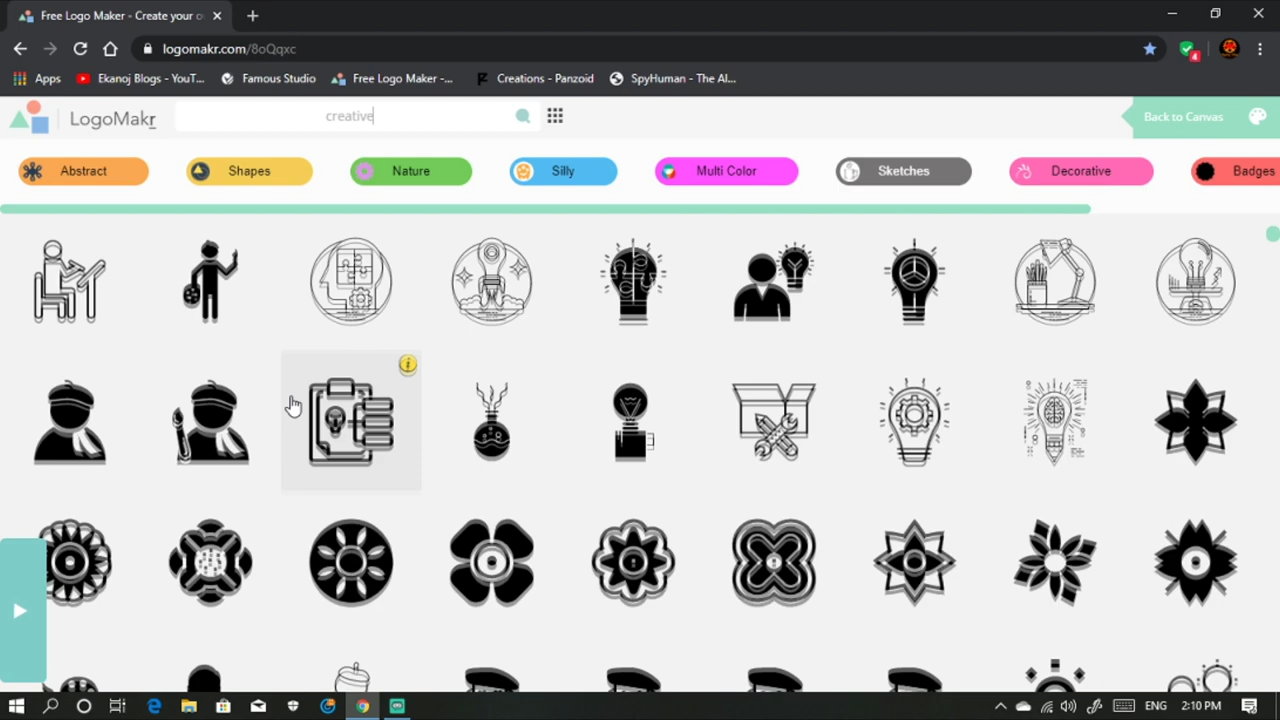 Free Logo Maker - Create your o
logomakr.com/8oQqxc
4
Apps Ekanoj Blogs - YouT... Famous Studio Free Logo Maker -... Creations - Panzoid SpyHuman - The Al...
LogoMakr creative Back to Canvas
Abstract Shapes Nature Silly Multi Color Sketches Decorative Badges
i
ENG 2:10 PM